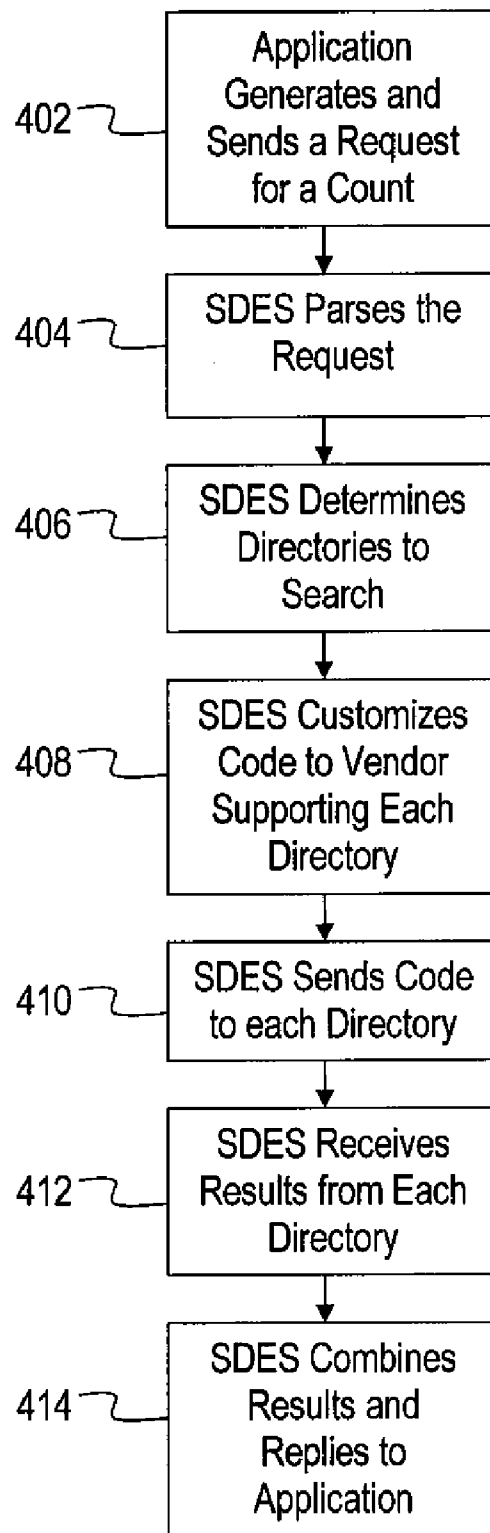 402
Application
Generates and
Sends a Request
for a Count
404
SDES Parses the
Request
406
SDES Determines
Directories to
Search
408
SDES Customizes
Code to Vendor
Supporting Each
Directory
410
SDES Sends Code
to each Directory
412
SDES Receives
Results from Each
Directory
414
SDES Combines
Results and
Replies to
Application